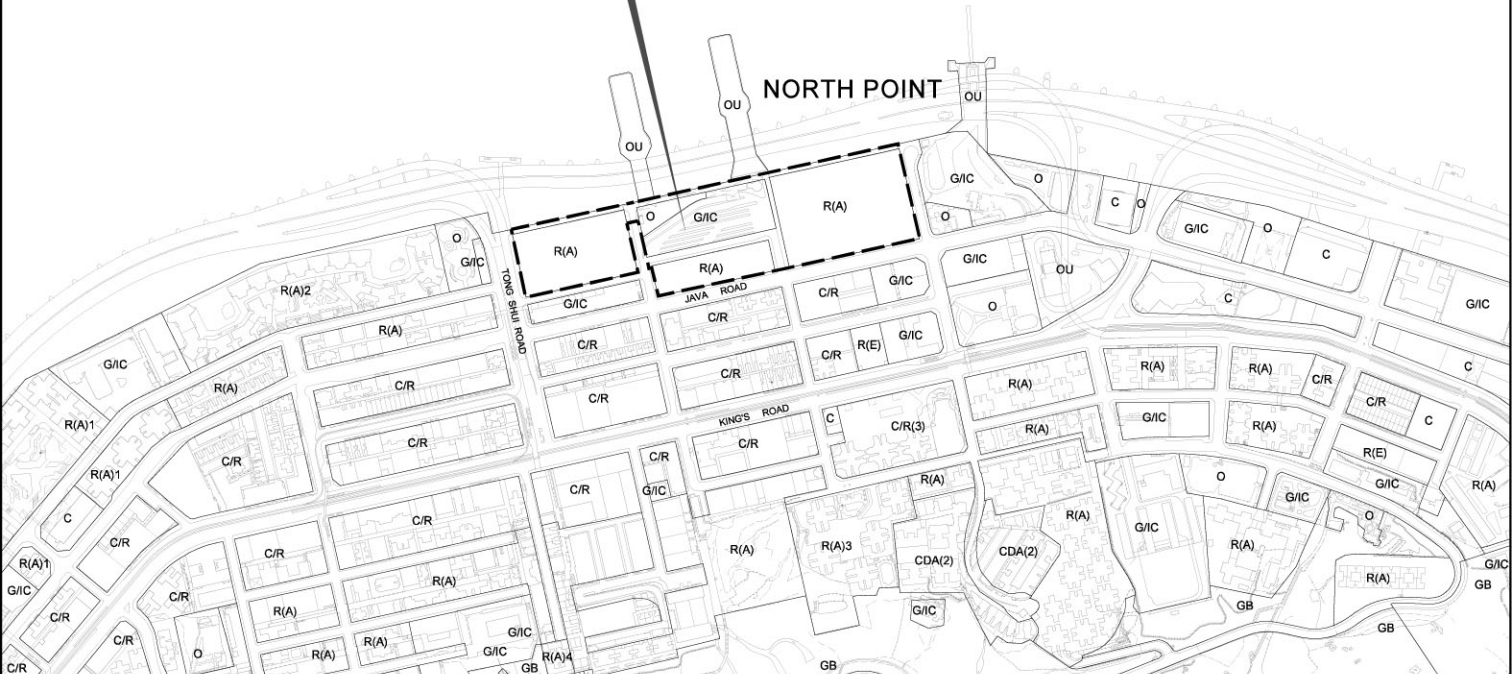 NORTH POINT
OU
OU
OU
G/IC
O
R(A)
G/IC
O
O
C
O
G/IC
O
C
R(A)
O
G/IC
R(A)
OU
G/IC
G/IC
R(A)2
G/IC
JAVA ROAD
C/R
G/IC
O
C
TONG SHUI ROAD
R(A)
C/R
C/R
C/R
R(E)
G/IC
G/IC
R(A)
C/R
C/R
C/R
R(A)
R(A)
R(A)
C/R
C
R(A)1
KING'S ROAD
C
C/R(3)
R(A)
G/IC
R(A)
C/R
C
R(A)1
C/R
C/R
C/R
C/R
G/IC
C/R
R(E)
G/IC
R(A)
C
C/R
C/R
R(A)
O
G/IC
O
C/R
R(A)
R(A)3
CDA(2)
CDA(2)
R(A)
G/IC
R(A)
R(A)
G/IC
GB
R(A)1
G/IC
C/R
C/R
R(A)
R(A)
G/IC
GB
GB
C/R
C/R
O
R(A)
R(A)
G/IC
G/IC
GB
R(A)4
GB